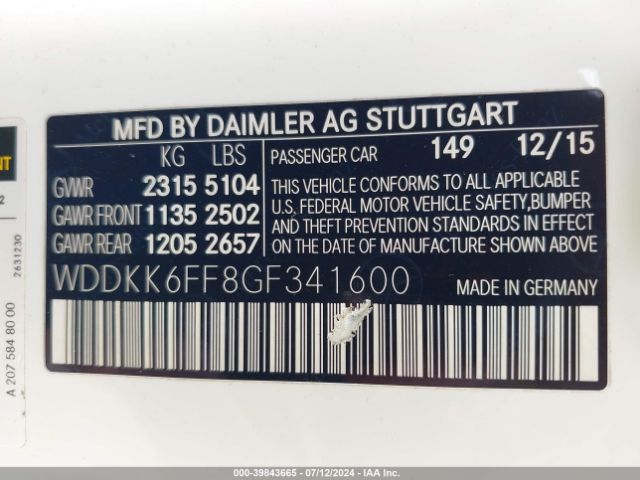 MFD BY DAIMLER AG STUTTGART
KG LBS
GVWR 2315 5104
GAWR FRONT 1135 2502
GAWR REAR 1205 2657
PASSENGER CAR 149 12/15
THIS VEHICLE CONFORMS TO ALL APPLICABLE
U.S. FEDERAL MOTOR VEHICLE SAFETY,BUMPER
AND THEFT PREVENTION STANDARDS IN EFFECT
ON THE DATE OF MANUFACTURE SHOWN ABOVE
WDDKK6FF8GF341600 MADE IN GERMANY
2631230
A 207 584 80 00
000 - 39843665 - 07/12/2024 - IAA Inc.